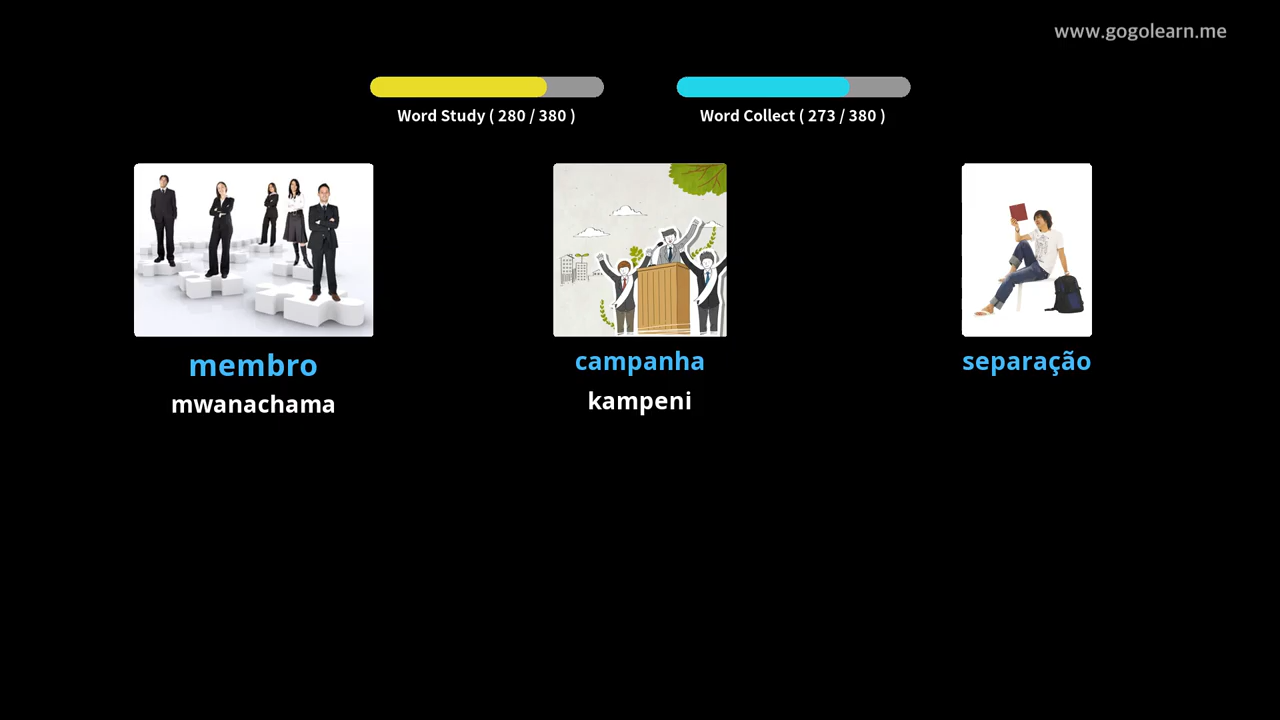 www.gogolearn.me
Word Study ( 280 / 380 )
Word Collect ( 273 / 380 )
membro
mwanachama
campanha
kampeni
separação